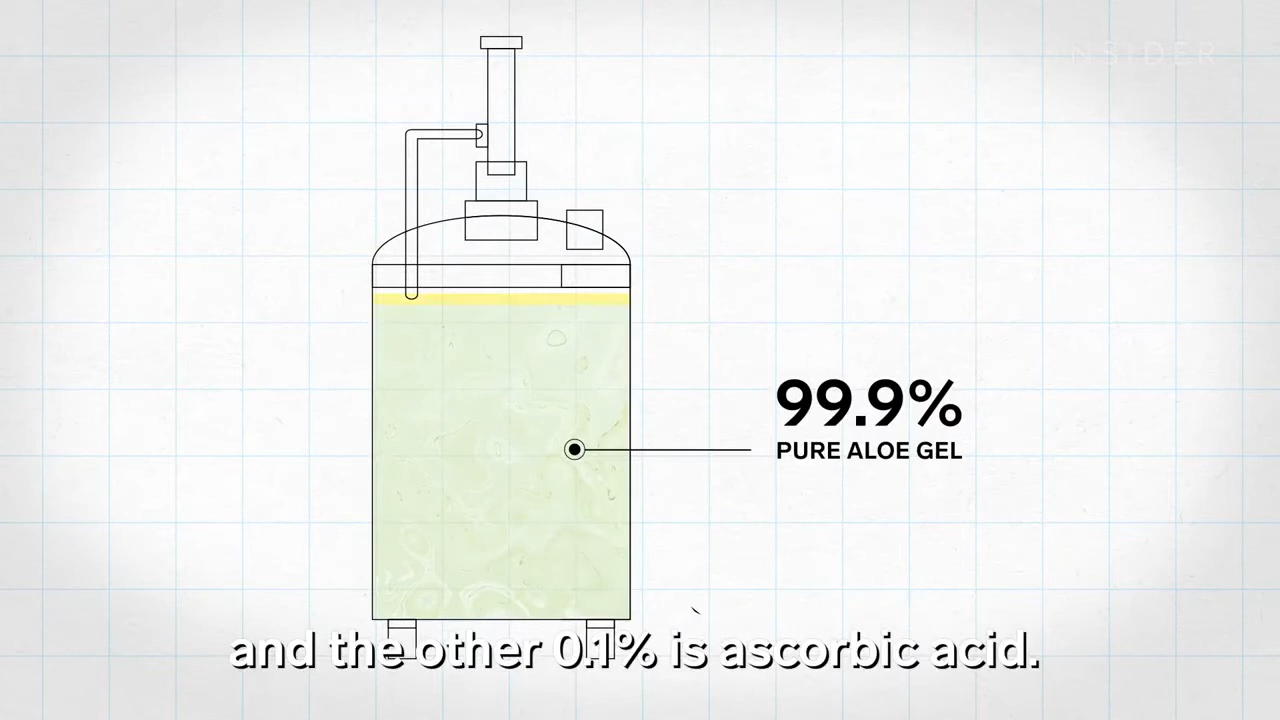 INSIDER
99.9%
PURE ALOE GEL
and the other 0.1% is ascorbic acid.